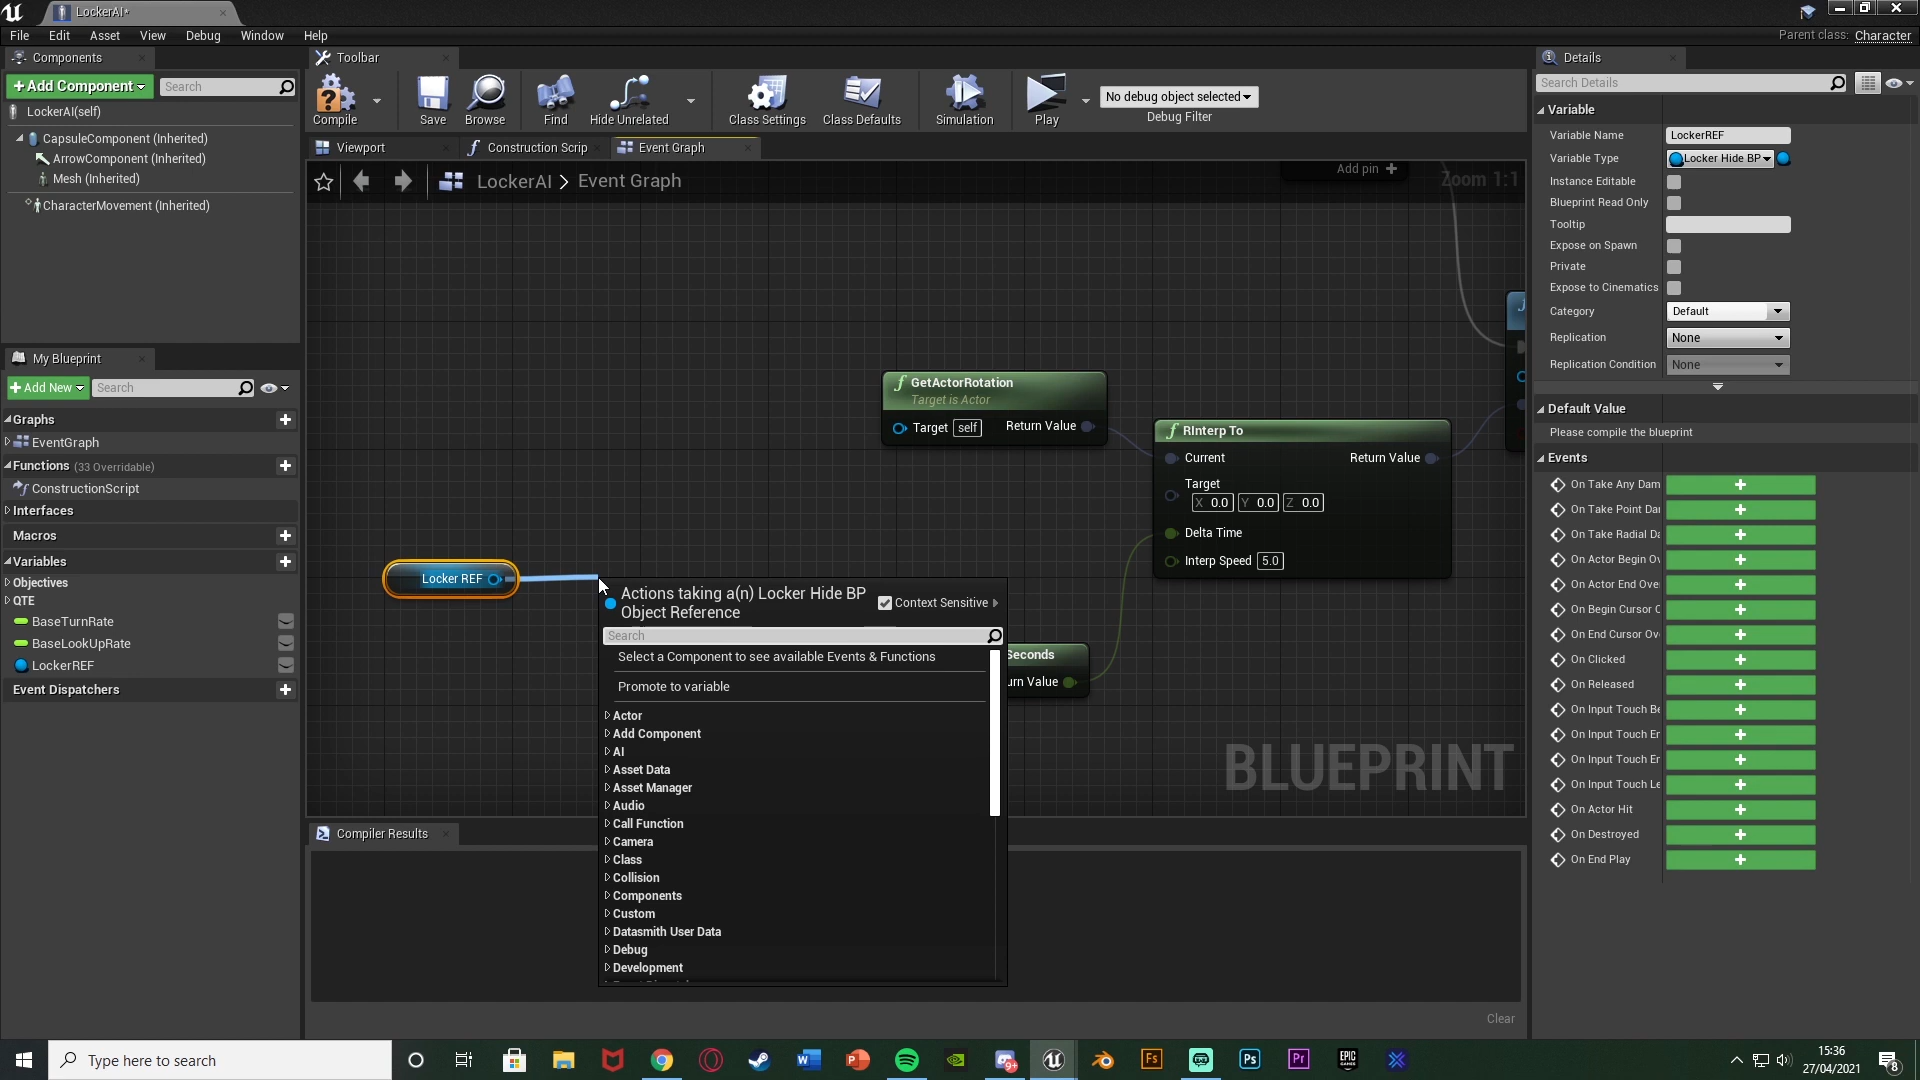 LockerAI*
File Edit Asset View Debug Window Help
Parent class: Character
Components
+Add Component
Search
LockerAI(self)
CapsuleComponent (Inherited)
ArrowComponent (Inherited)
Mesh (Inherited)
CharacterMovement (Inherited)
My Blueprint
+Add New
Search
Graphs
EventGraph
Functions (33 Overridable)
ConstructionScript
Interfaces
Macros
Variables
Objectives
QTE
BaseTurnRate
BaseLookUpRate
LockerREF
Event Dispatchers
Toolbar
Compile
Save
Browse
Find
Hide Unrelated
Class Settings
Class Defaults
Simulation
Play
No debug object selected
Debug Filter
Viewport
Construction Scrip
Event Graph
LockerAI > Event Graph
Add pin +
Zoom 1:1
GetActorRotation
Target is Actor
Target self Return Value
RInterp To
Current Return Value
Target
X 0.0 Y 0.0 Z 0.0
Delta Time
Interp Speed 5.0
Locker REF
Seconds
urn Value
Actions taking a(n) Locker Hide BP
Object Reference
Context Sensitive
Search
Select a Component to see available Events & Functions
Promote to variable
Actor
Add Component
AI
Asset Data
Asset Manager
Audio
Call Function
Camera
Class
Collision
Components
Custom
Datasmith User Data
Debug
Development
BLUEPRINT
Compiler Results
Clear
Details
Search Details
Variable
Variable Name LockerREF
Variable Type Locker Hide BP
Instance Editable
Blueprint Read Only
Tooltip
Expose on Spawn
Private
Expose to Cinematics
Category Default
Replication None
Replication Condition None
Default Value
Please compile the blueprint
Events
On Take Any Dam
On Take Point Dar
On Take Radial Da
On Actor Begin Ov
On Actor End Over
On Begin Cursor O
On End Cursor Ove
On Clicked
On Released
On Input Touch Be
On Input Touch En
On Input Touch En
On Input Touch Le
On Actor Hit
On Destroyed
On End Play
Type here to search
15:36
27/04/2021